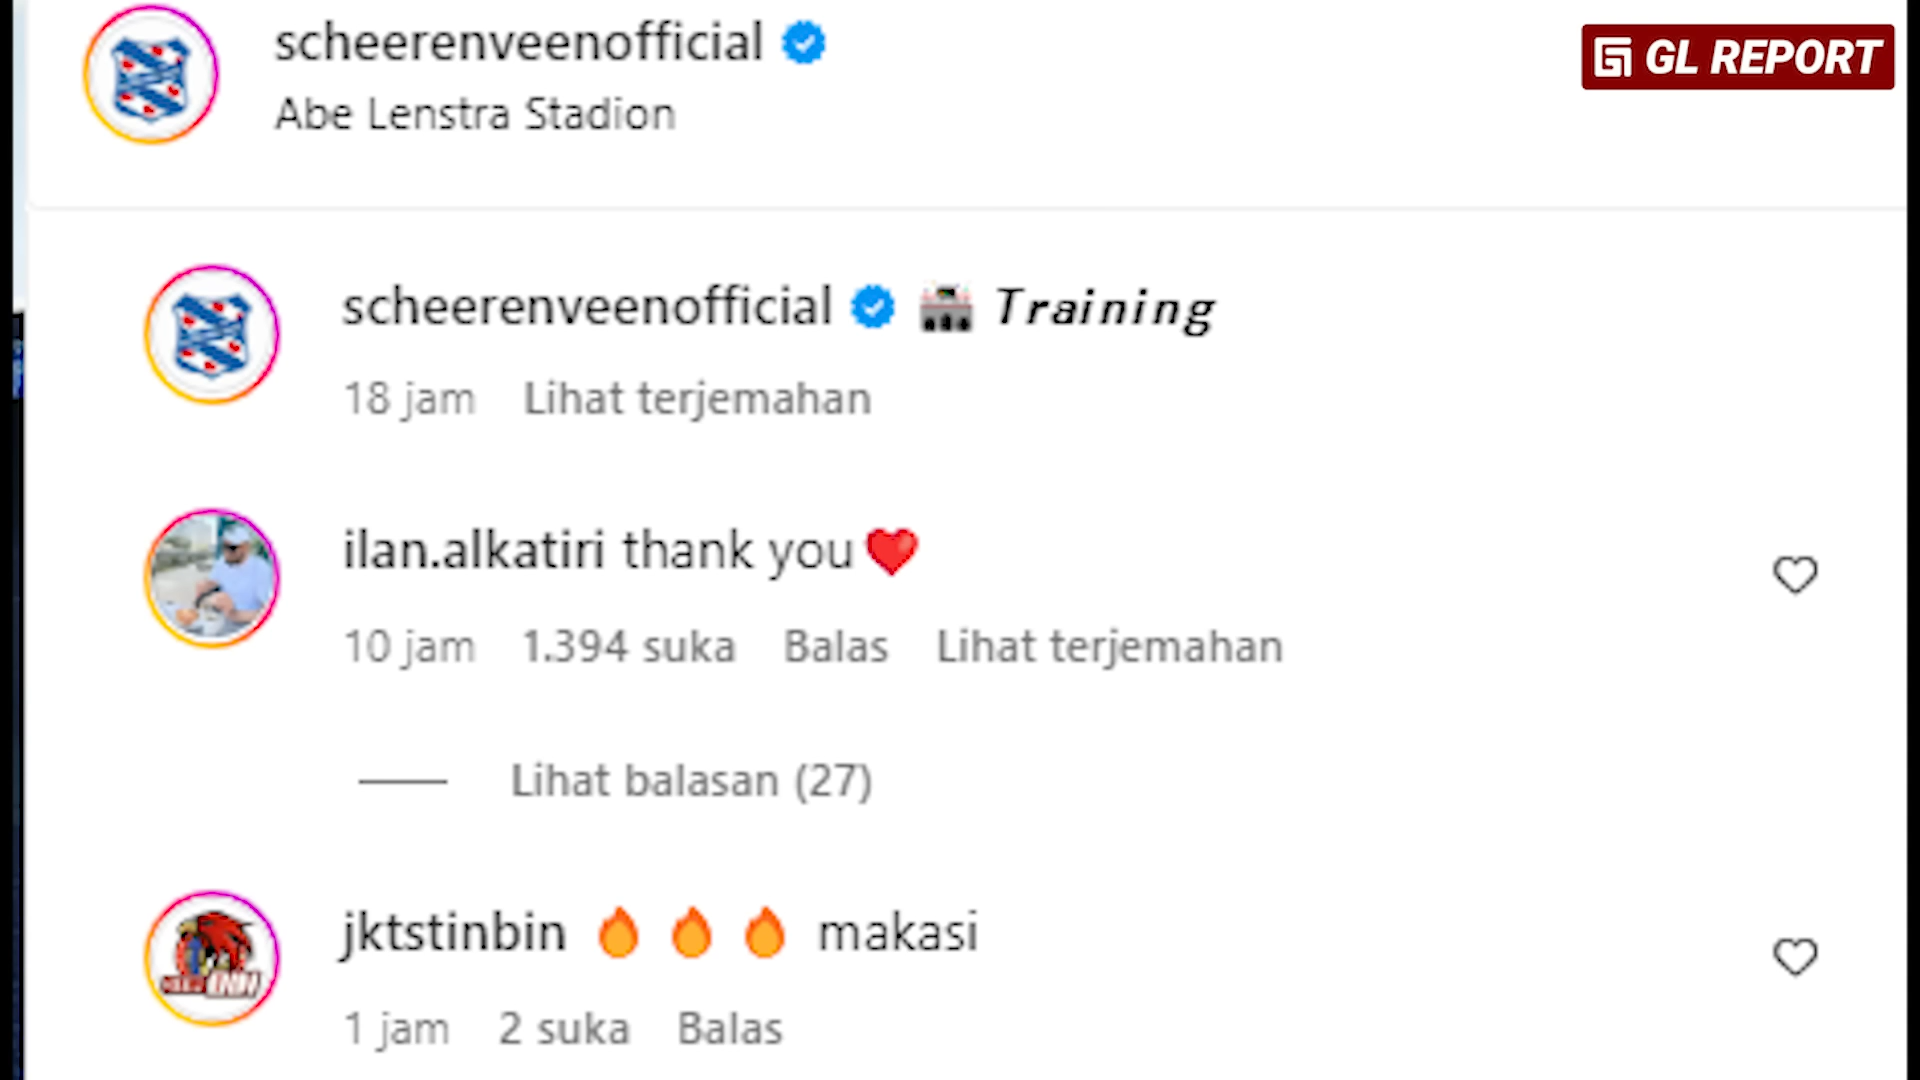 scheerenveenofficial
GL REPORT
Abe Lenstra Stadion
scheerenveenofficial 🏟 Training
18 jam Lihat terjemahan
ilan.alkatiri thank you❤️
10 jam 1.394 suka Balas Lihat terjemahan
Lihat balasan (27)
jktstinbin 🔥 🔥 🔥 makasi
1 jam 2 suka Balas